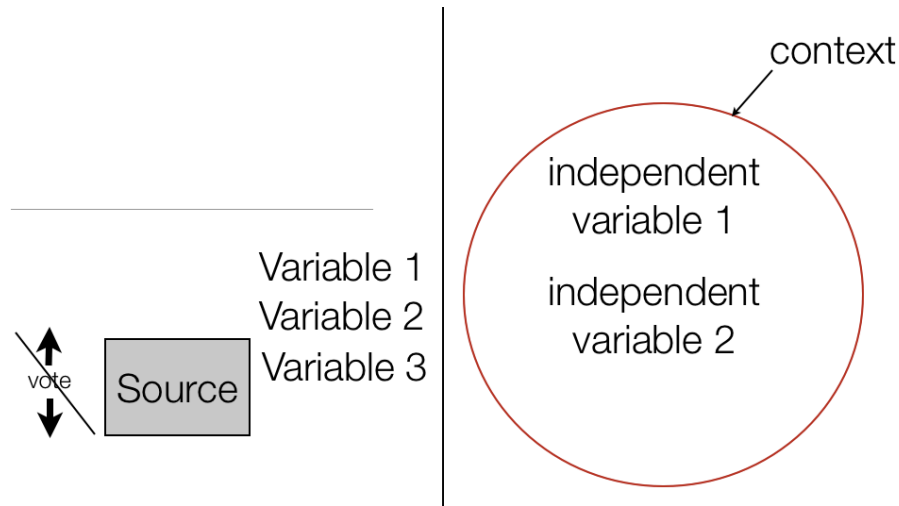 Variable 1
Variable 2
Variable 3
vote
Source
context
independent
variable 1
independent
variable 2